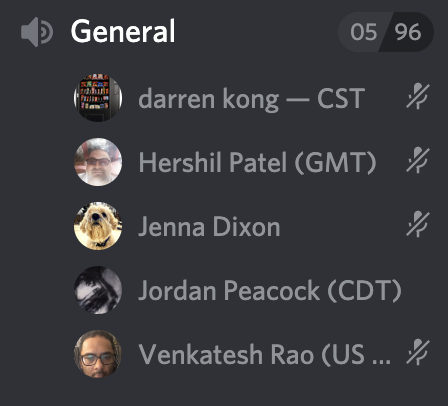 General 05 96
darren kong — CST
Hershil Patel (GMT)
Jenna Dixon
Jordan Peacock (CDT)
Venkatesh Rao (US ...